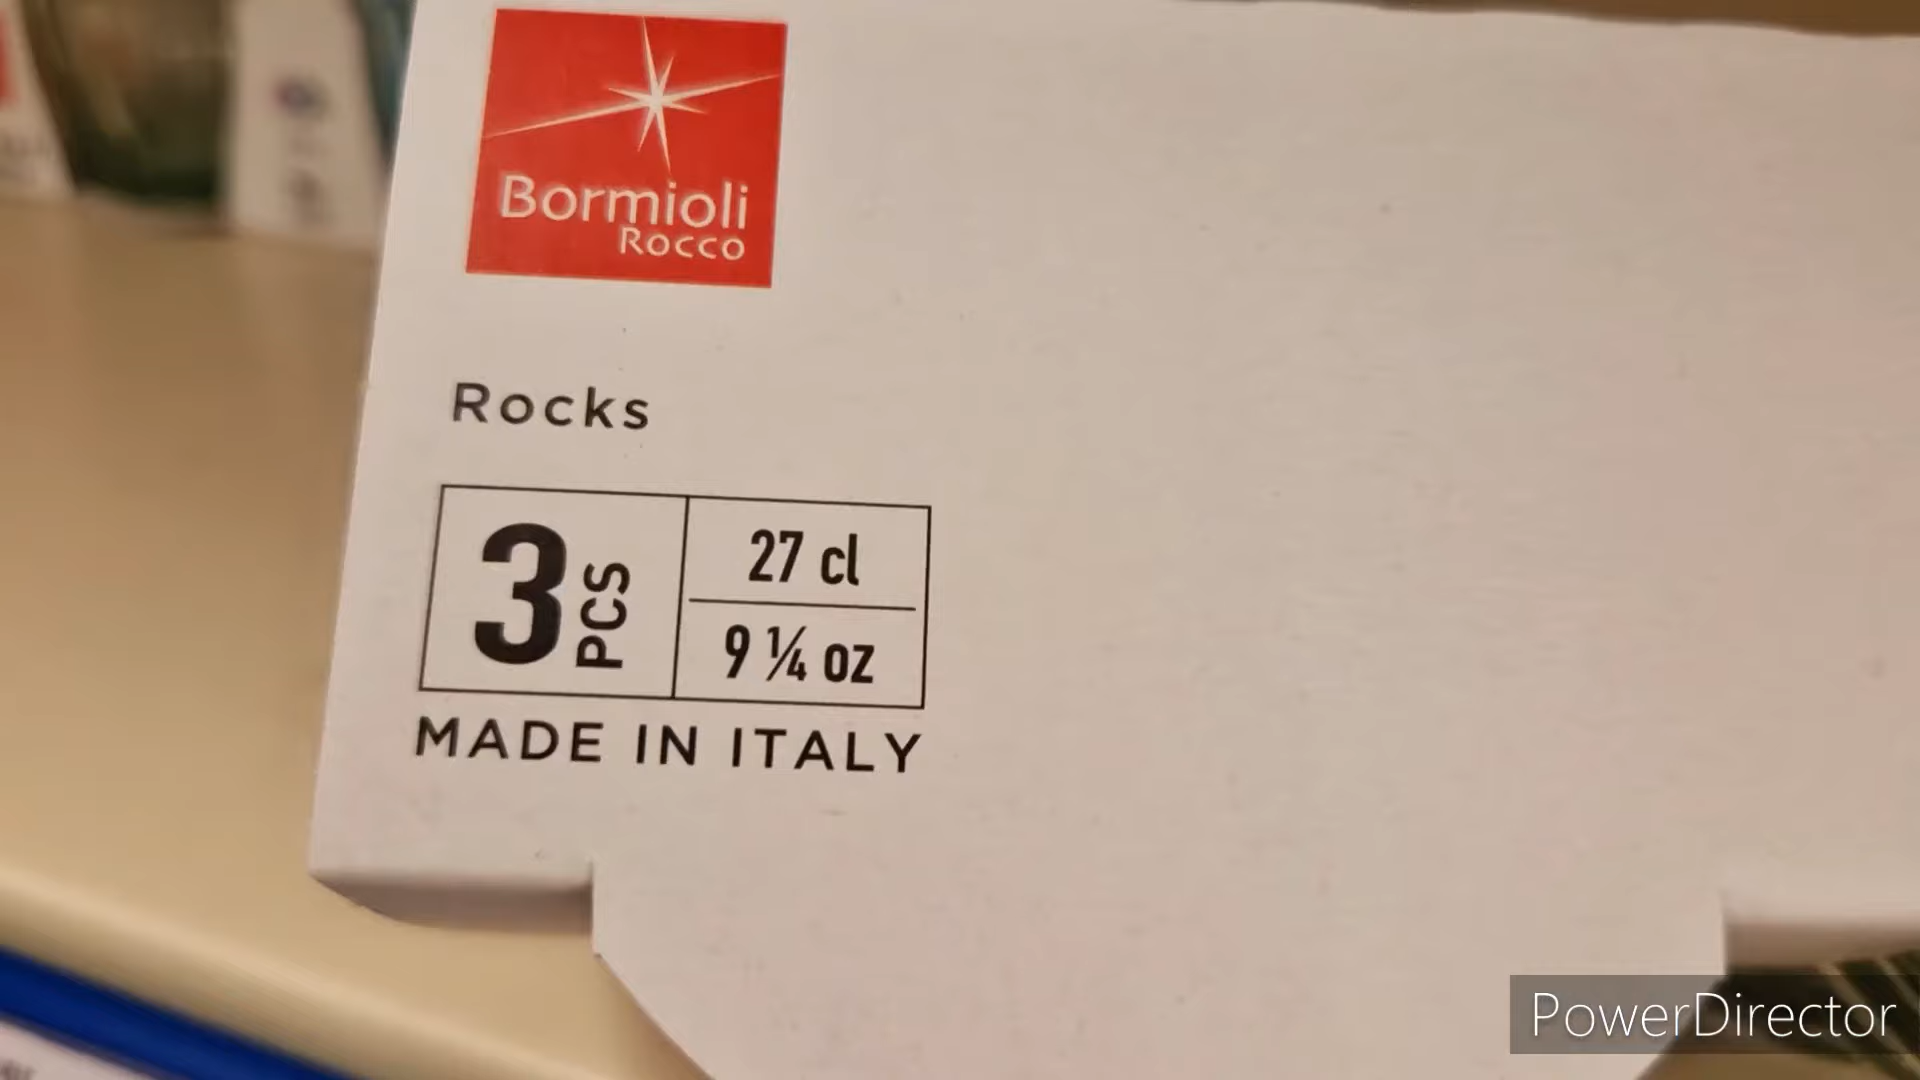 Bormioli
Rocco
Rocks
3 PCS
27 cl
9 ¼ oz
MADE IN ITALY
PowerDirector